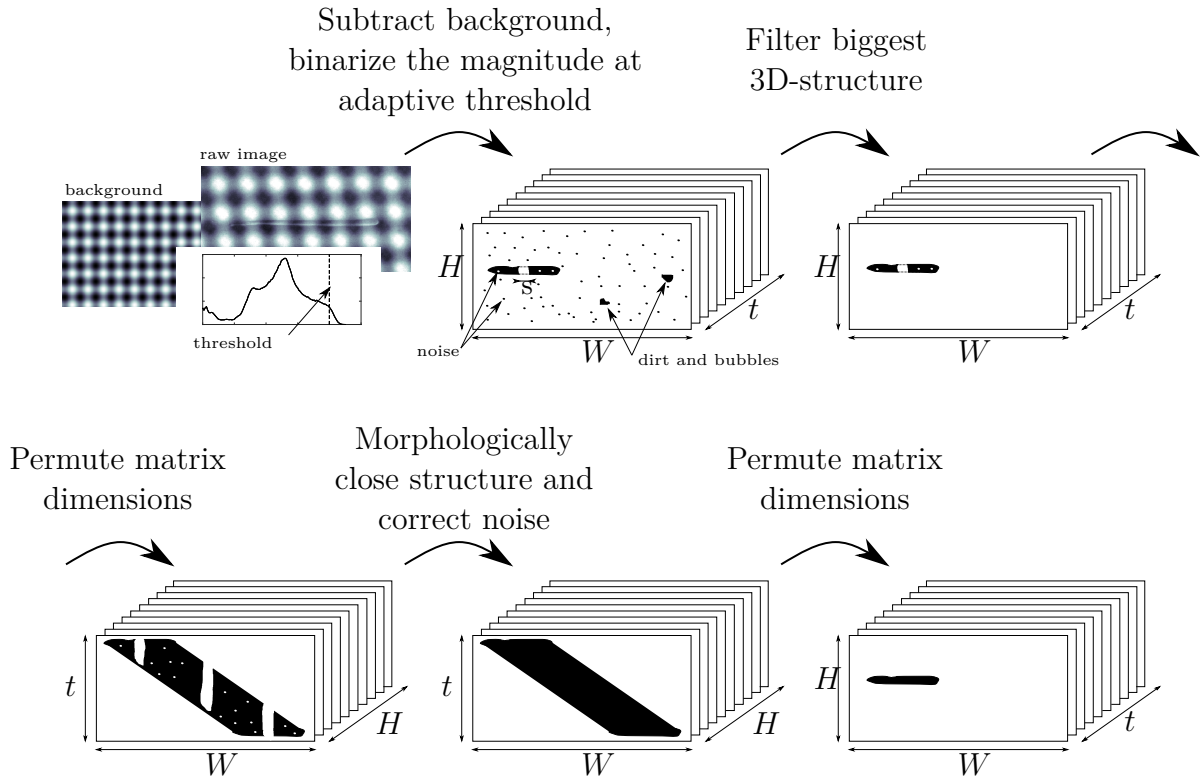 Subtract background,
binarize the magnitude at
adaptive threshold
Filter biggest
3D-structure
raw image
background
threshold
H
s
noise
W
dirt and bubbles
t
H
W
t
Permute matrix
dimensions
Morphologically
close structure and
correct noise
Permute matrix
dimensions
t
W
H
t
W
H
H
W
t